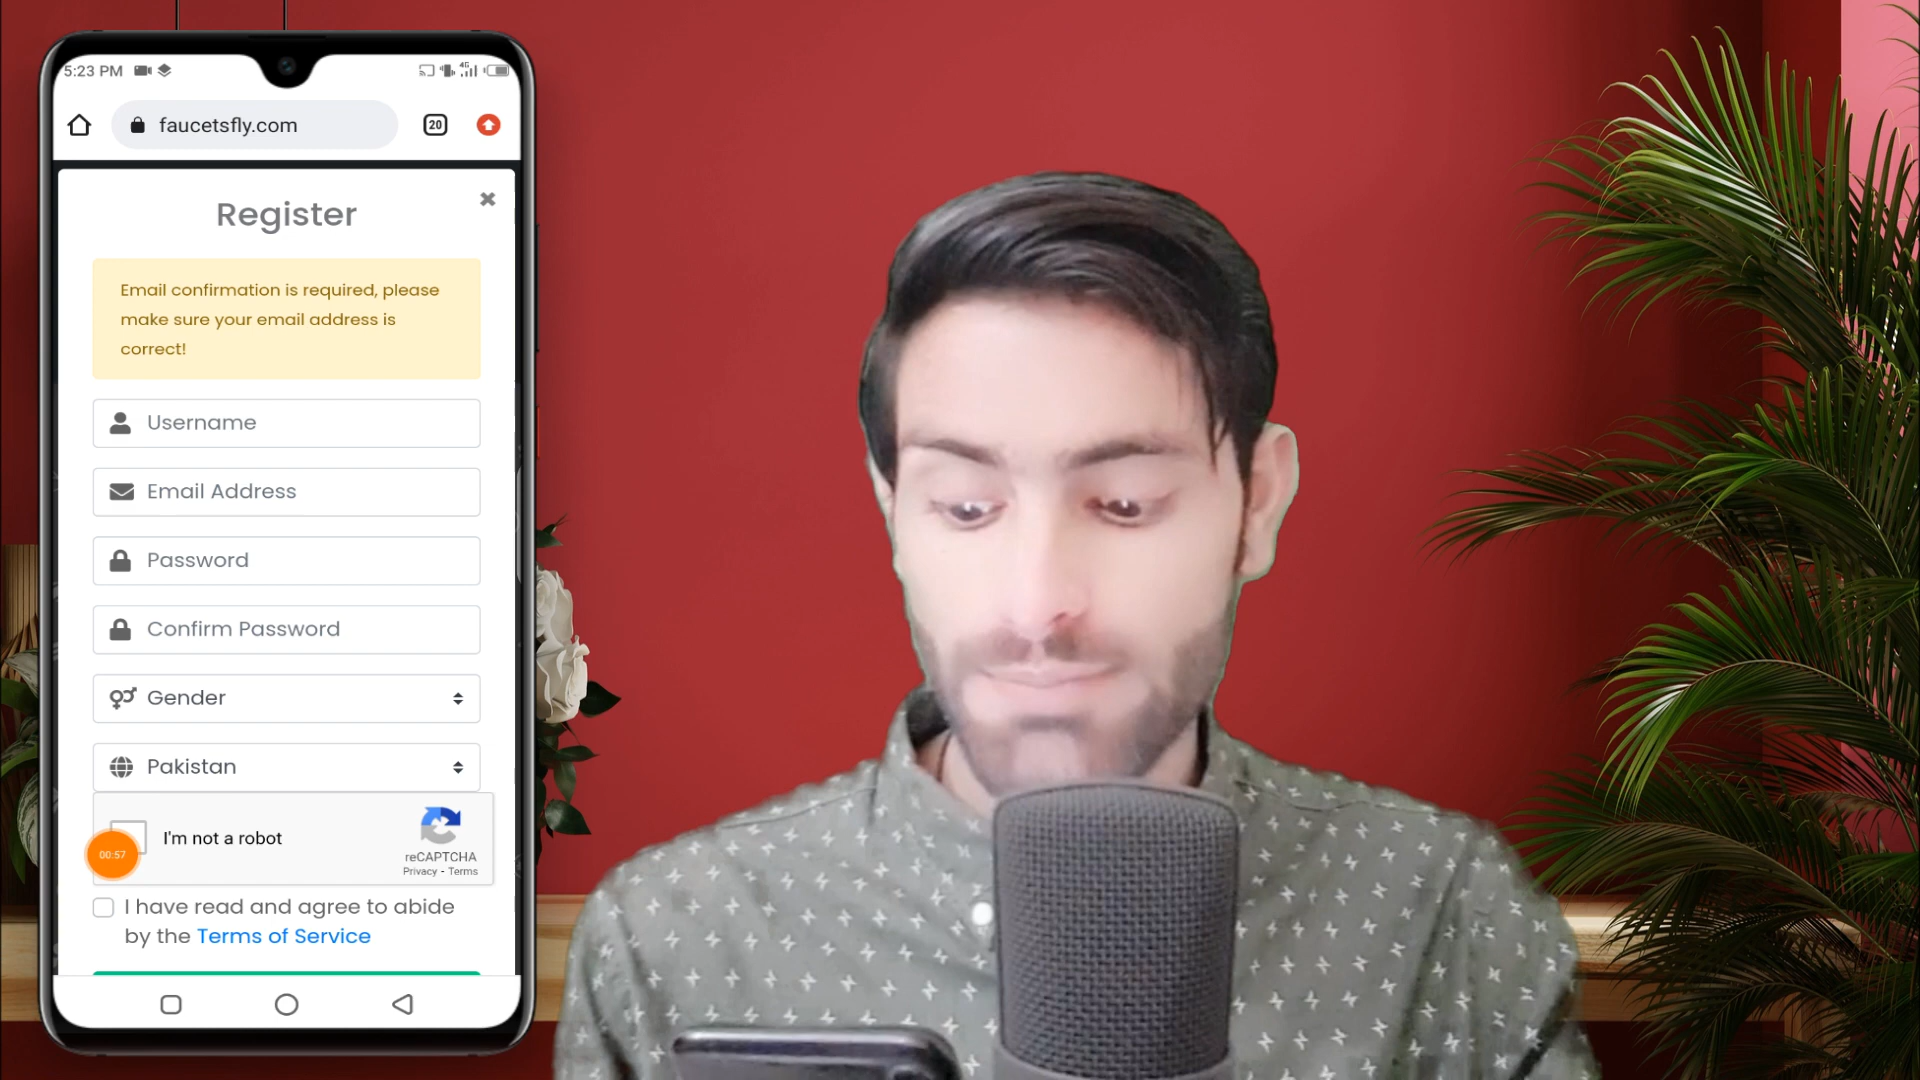 5:23 PM
4G
faucetsfly.com
20
Register
Email confirmation is required, please
make sure your email address is
correct!
Username
Email Address
Password
Confirm Password
Gender
Pakistan
I'm not a robot
reCAPTCHA
Privacy - Terms
00:57
I have read and agree to abide
by the Terms of Service